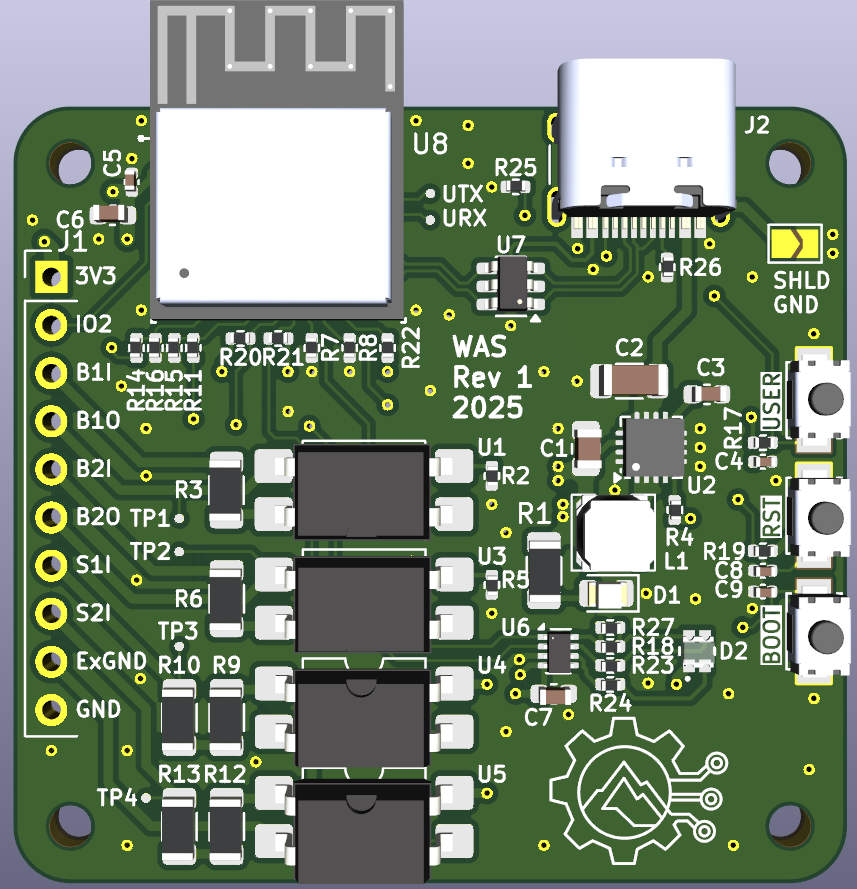 U8
J2
C5
C6
UTX
URX
R25
U7
R26
J1
3V3
IO2
B1I
B1O
B2I
B2O
S1I
S2I
ExGND
GND
SHLD
GND
R14
R16
R15
R11
R20
R21
R7
R8
R22
WAS
Rev 1
2025
C2
C3
C1
U2
USER
R17
C4
U1
R2
R3
TP1
TP2
R1
L1
R4
RST
R19
C8
C9
U3
R5
R6
D1
TP3
U6
R27
R18
R23
R24
D2
BOOT
R10
R9
U4
C7
R13
R12
U5
TP4